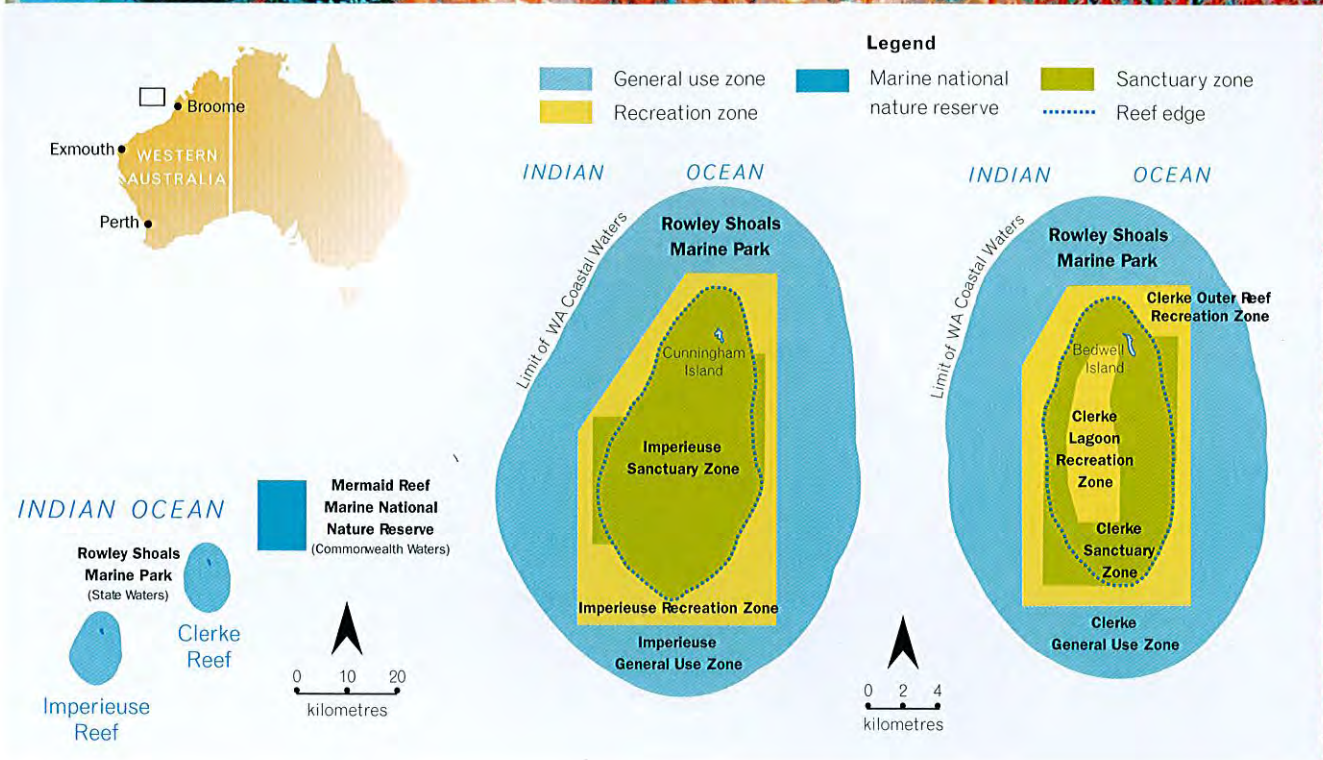 Legend
General use zone
Recreation zone
Marine national
nature reserve
Sanctuary zone
Reef edge
Broome
Exmouth
WESTERN
AUSTRALIA
Perth
INDIAN OCEAN
Rowley Shoals
Marine Park
(State Waters)
Clerke
Reef
Imperieuse
Reef
Mermaid Reef
Marine National
Nature Reserve
(Commonwealth Waters)
0 10 20
kilometres
INDIAN OCEAN
Limit of WA Coastal Waters
Rowley Shoals
Marine Park
Cunningham
Island
Imperieuse
Sanctuary Zone
Imperieuse Recreation Zone
Imperieuse
General Use Zone
0 2 4
kilometres
INDIAN OCEAN
Limit of WA Coastal Waters
Rowley Shoals
Marine Park
Clerke Outer Reef
Recreation Zone
Bedwell
Island
Clerke
Lagoon
Recreation
Zone
Clerke
Sanctuary
Zone
Clerke
General Use Zone